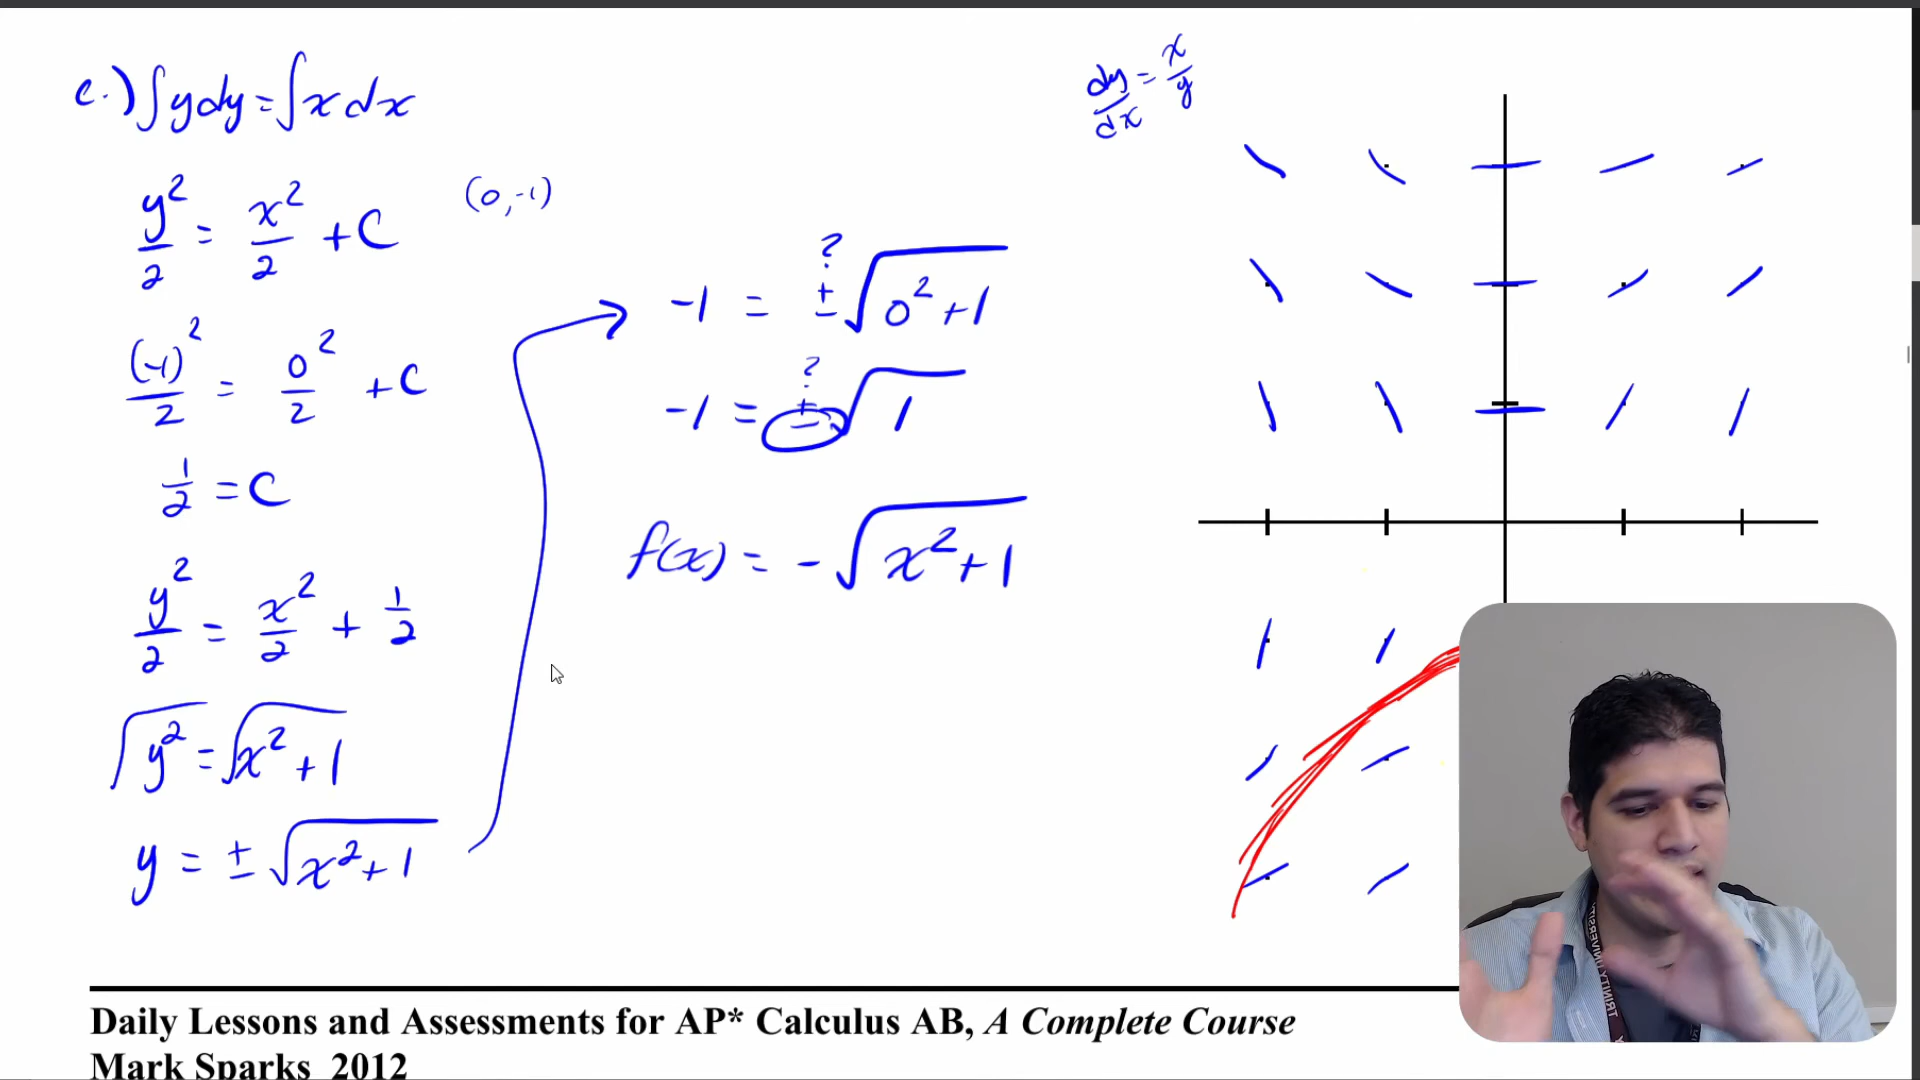 c.) ∫ y dy = ∫ x dx
y²/2 = x²/2 + C
(0, -1)
(-1)²/2 = 0²/2 + C
1/2 = C
y²/2 = x²/2 + 1/2
√y² = √x² + 1
y = ± √x² + 1
?
-1 = ± √0² + 1
?
-1 = ± √1
f(x) = - √x² + 1
dy/dx = x/y
Daily Lessons and Assessments for AP* Calculus AB, A Complete Course
Mark Sparks 2012